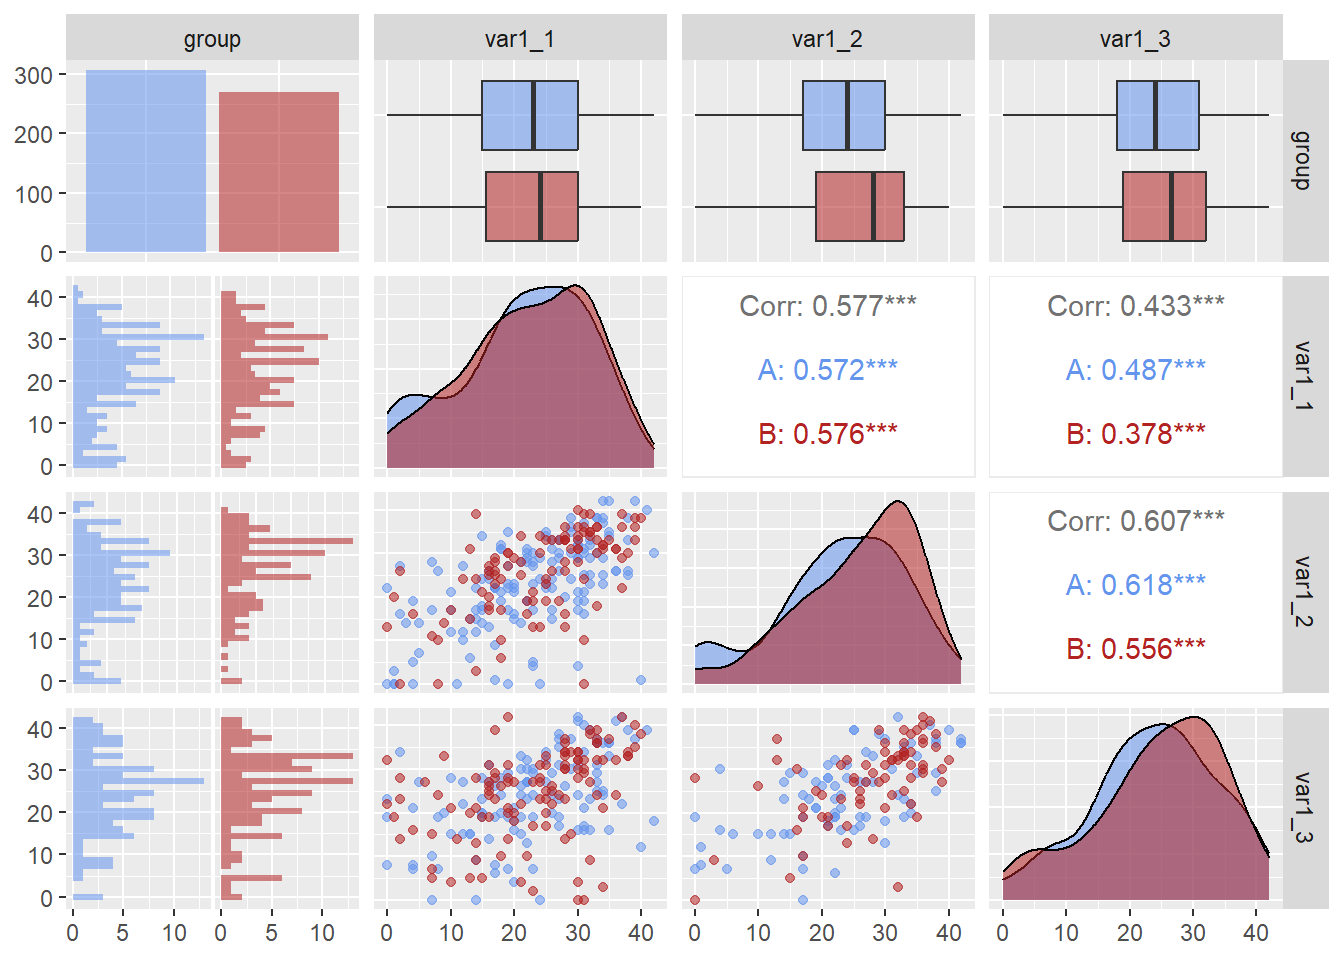 group
var1_1
var1_2
var1_3
300
200
100
0
group
40
30
20
10
0
Corr: 0.577***
A: 0.572***
B: 0.576***
Corr: 0.433***
A: 0.487***
B: 0.378***
var1_1
40
30
20
10
0
Corr: 0.607***
A: 0.618***
B: 0.556***
var1_2
40
30
20
10
0
var1_3
0 5 10 0 5 10
0 10 20 30 40
0 10 20 30 40
0 10 20 30 40